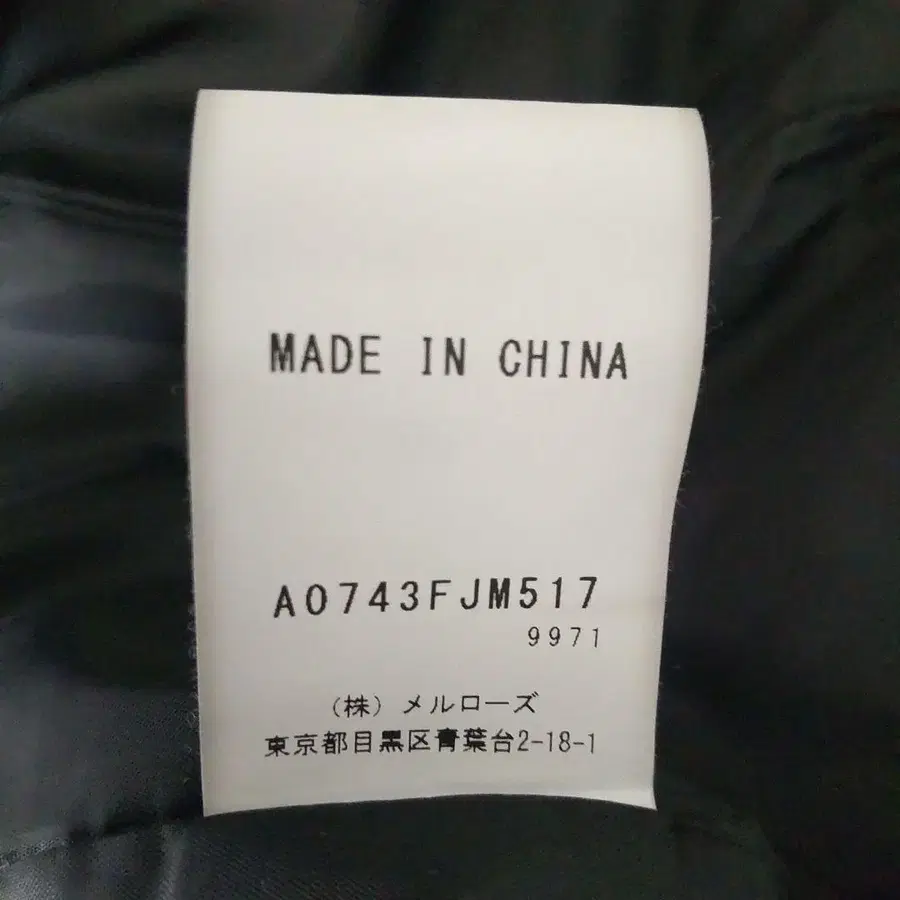 MADE IN CHINA
A0743FJM517
9971
(株)メルローズ
東京都目黒区青葉台2-18-1